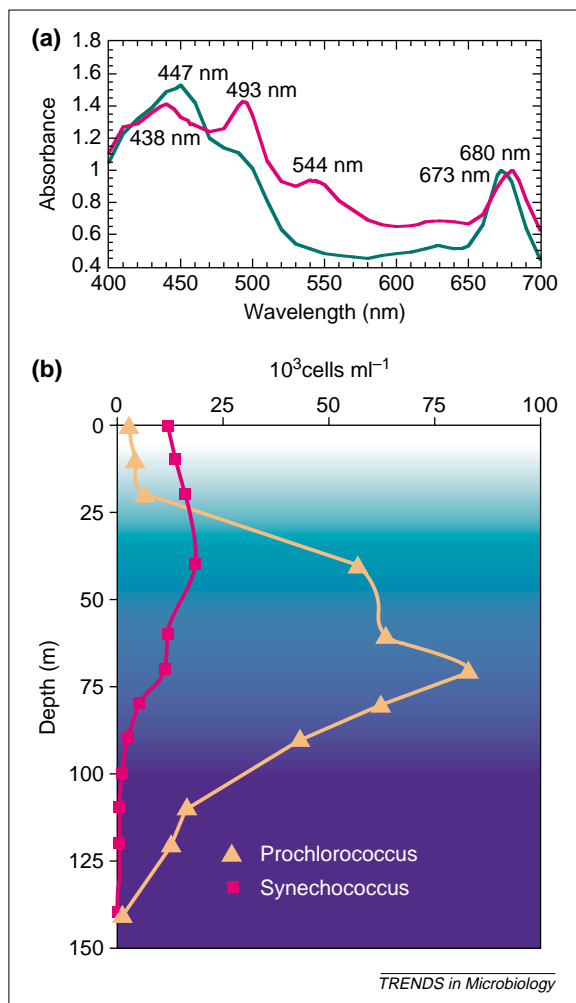 (a)
1.8
1.6
1.4
1.2
1
0.8
0.6
0.4
Absorbance
447 nm
493 nm
438 nm
544 nm
680 nm
673 nm
400 450 500 550 600 650 700
Wavelength (nm)
(b)
10³cells ml⁻¹
0 25 50 75 100
0
25
50
75
100
125
150
Depth (m)
Prochlorococcus
Synechococcus
TRENDS in Microbiology